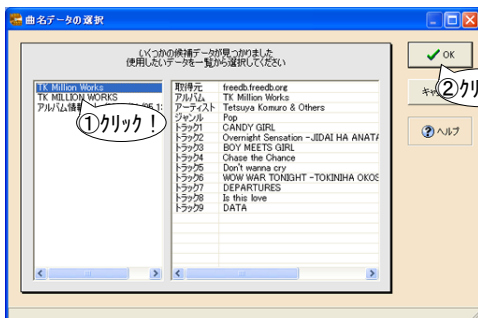 曲名データの選択
いくつかの候補データが見つかりました
使用したいデータを一覧から選択してください
OK
②クリ
キャ
ヘルプ
TK Million Works
TK MILLION WORKS
アルバム情報
①クリック！
取得元 freedb.freedb.org
アルバム TK Million Works
アーティスト Tetsuya Komuro & Others
ジャンル Pop
トラック1 CANDY GIRL
トラック2 Overnight Sensation -JIDAI HA ANATA
トラック3 BOY MEETS GIRL
トラック4 Chase the Chance
トラック5 Don't wanna cry
トラック6 WOW WAR TONIGHT -TOKINIHA OKOS
トラック7 DEPARTURES
トラック8 Is this love
トラック9 DATA